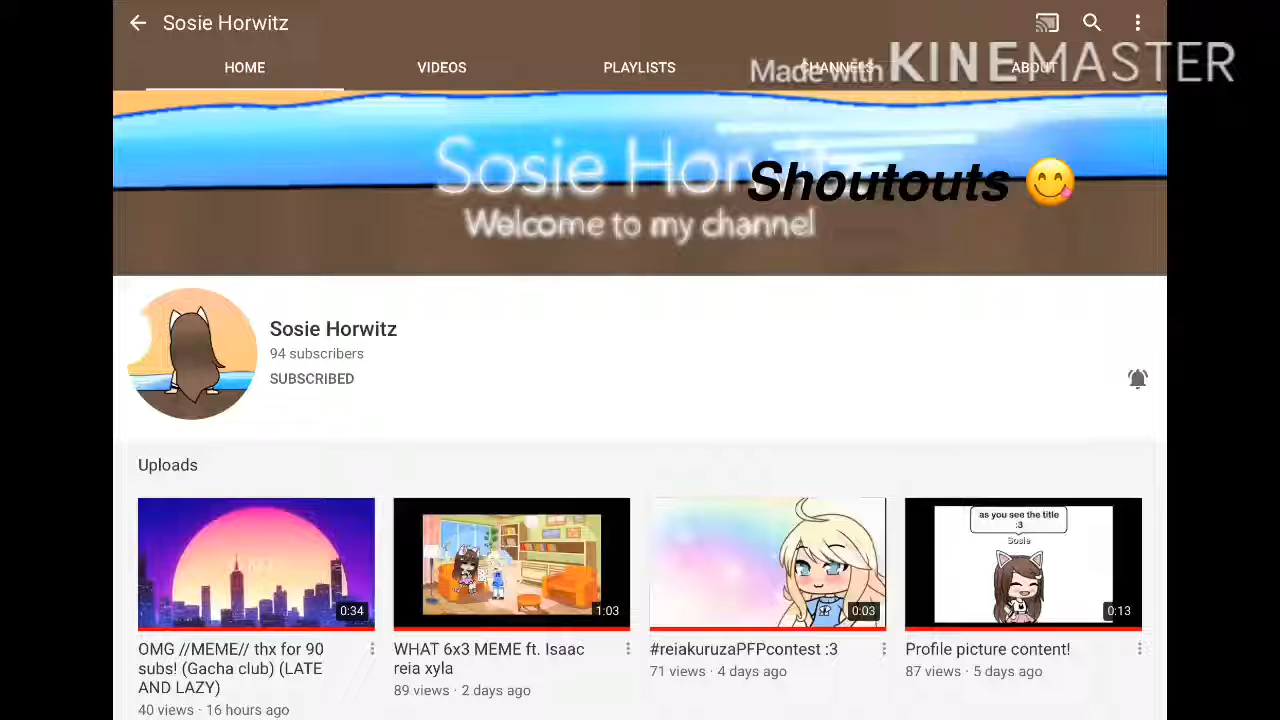 Sosie Horwitz
Made with KINEMASTER
HOME VIDEOS PLAYLISTS CHANNELS ABOUT
Sosie Horwitz
Shoutouts 😋
Welcome to my channel
Sosie Horwitz
94 subscribers
SUBSCRIBED
Uploads
as you see the title
:3
Sosie
0:34
1:03
0:03
0:13
OMG //MEME// thx for 90
subs! (Gacha club) (LATE
AND LAZY)
40 views · 16 hours ago
WHAT 6x3 MEME ft. Isaac
reia xyla
89 views · 2 days ago
#reiakuruzaPFPcontest :3
71 views · 4 days ago
Profile picture content!
87 views · 5 days ago